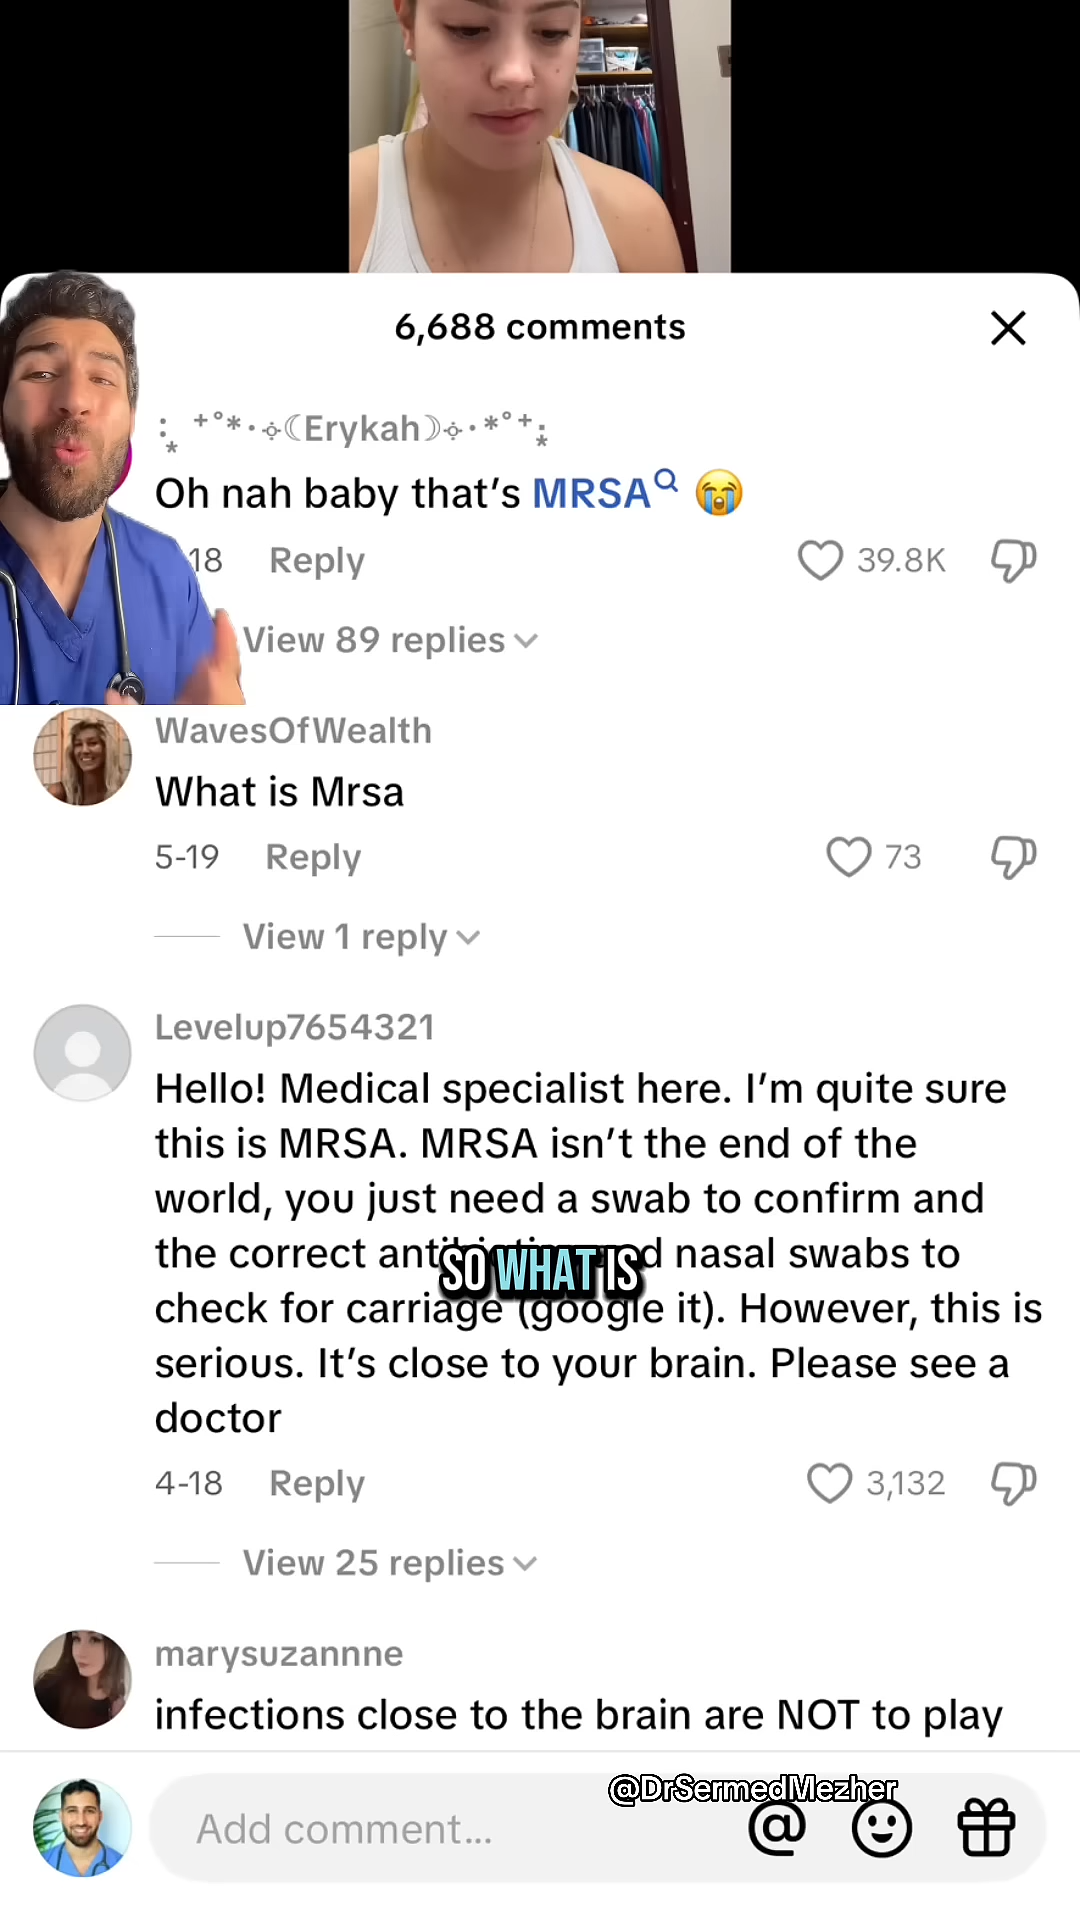 6,688 comments
:⁎ ⁺˚*･༓☾Erykah☽༓･*˚⁺⁎:
Oh nah baby that's MRSA 😭
18 Reply 39.8K
View 89 replies
WavesOfWealth
What is Mrsa
5-19 Reply 73
View 1 reply
Levelup7654321
Hello! Medical specialist here. I'm quite sure
this is MRSA. MRSA isn't the end of the
world, you just need a swab to confirm and
the correct nasal swabs to
SO WHAT IS
check for carriage (google it). However, this is
serious. It's close to your brain. Please see a
doctor
4-18 Reply 3,132
View 25 replies
marysuzannne
infections close to the brain are NOT to play
@DrSermedMezher
Add comment...